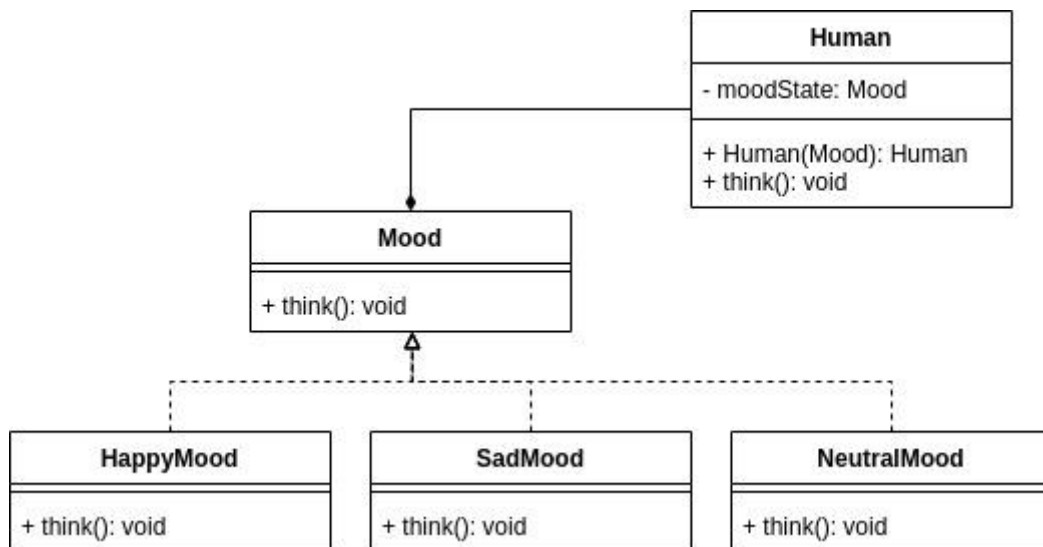 Human
- moodState: Mood
+ Human(Mood): Human
+ think(): void
Mood
+ think(): void
HappyMood
+ think(): void
SadMood
+ think(): void
NeutralMood
+ think(): void